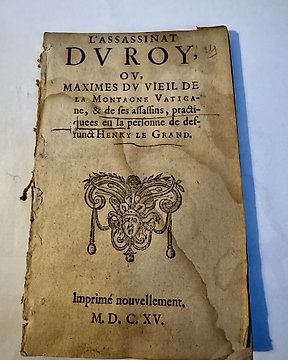 L'ASSASSINAT
DV ROY,
OV,
MAXIMES DV VIEIL DE
LA MONTAGNE VATICA-
ne, & de ses assassins, practi-
quees en la personne de def-
funct HENRY LE GRAND.
Imprimé nouvellement.
M. D. C. XV.